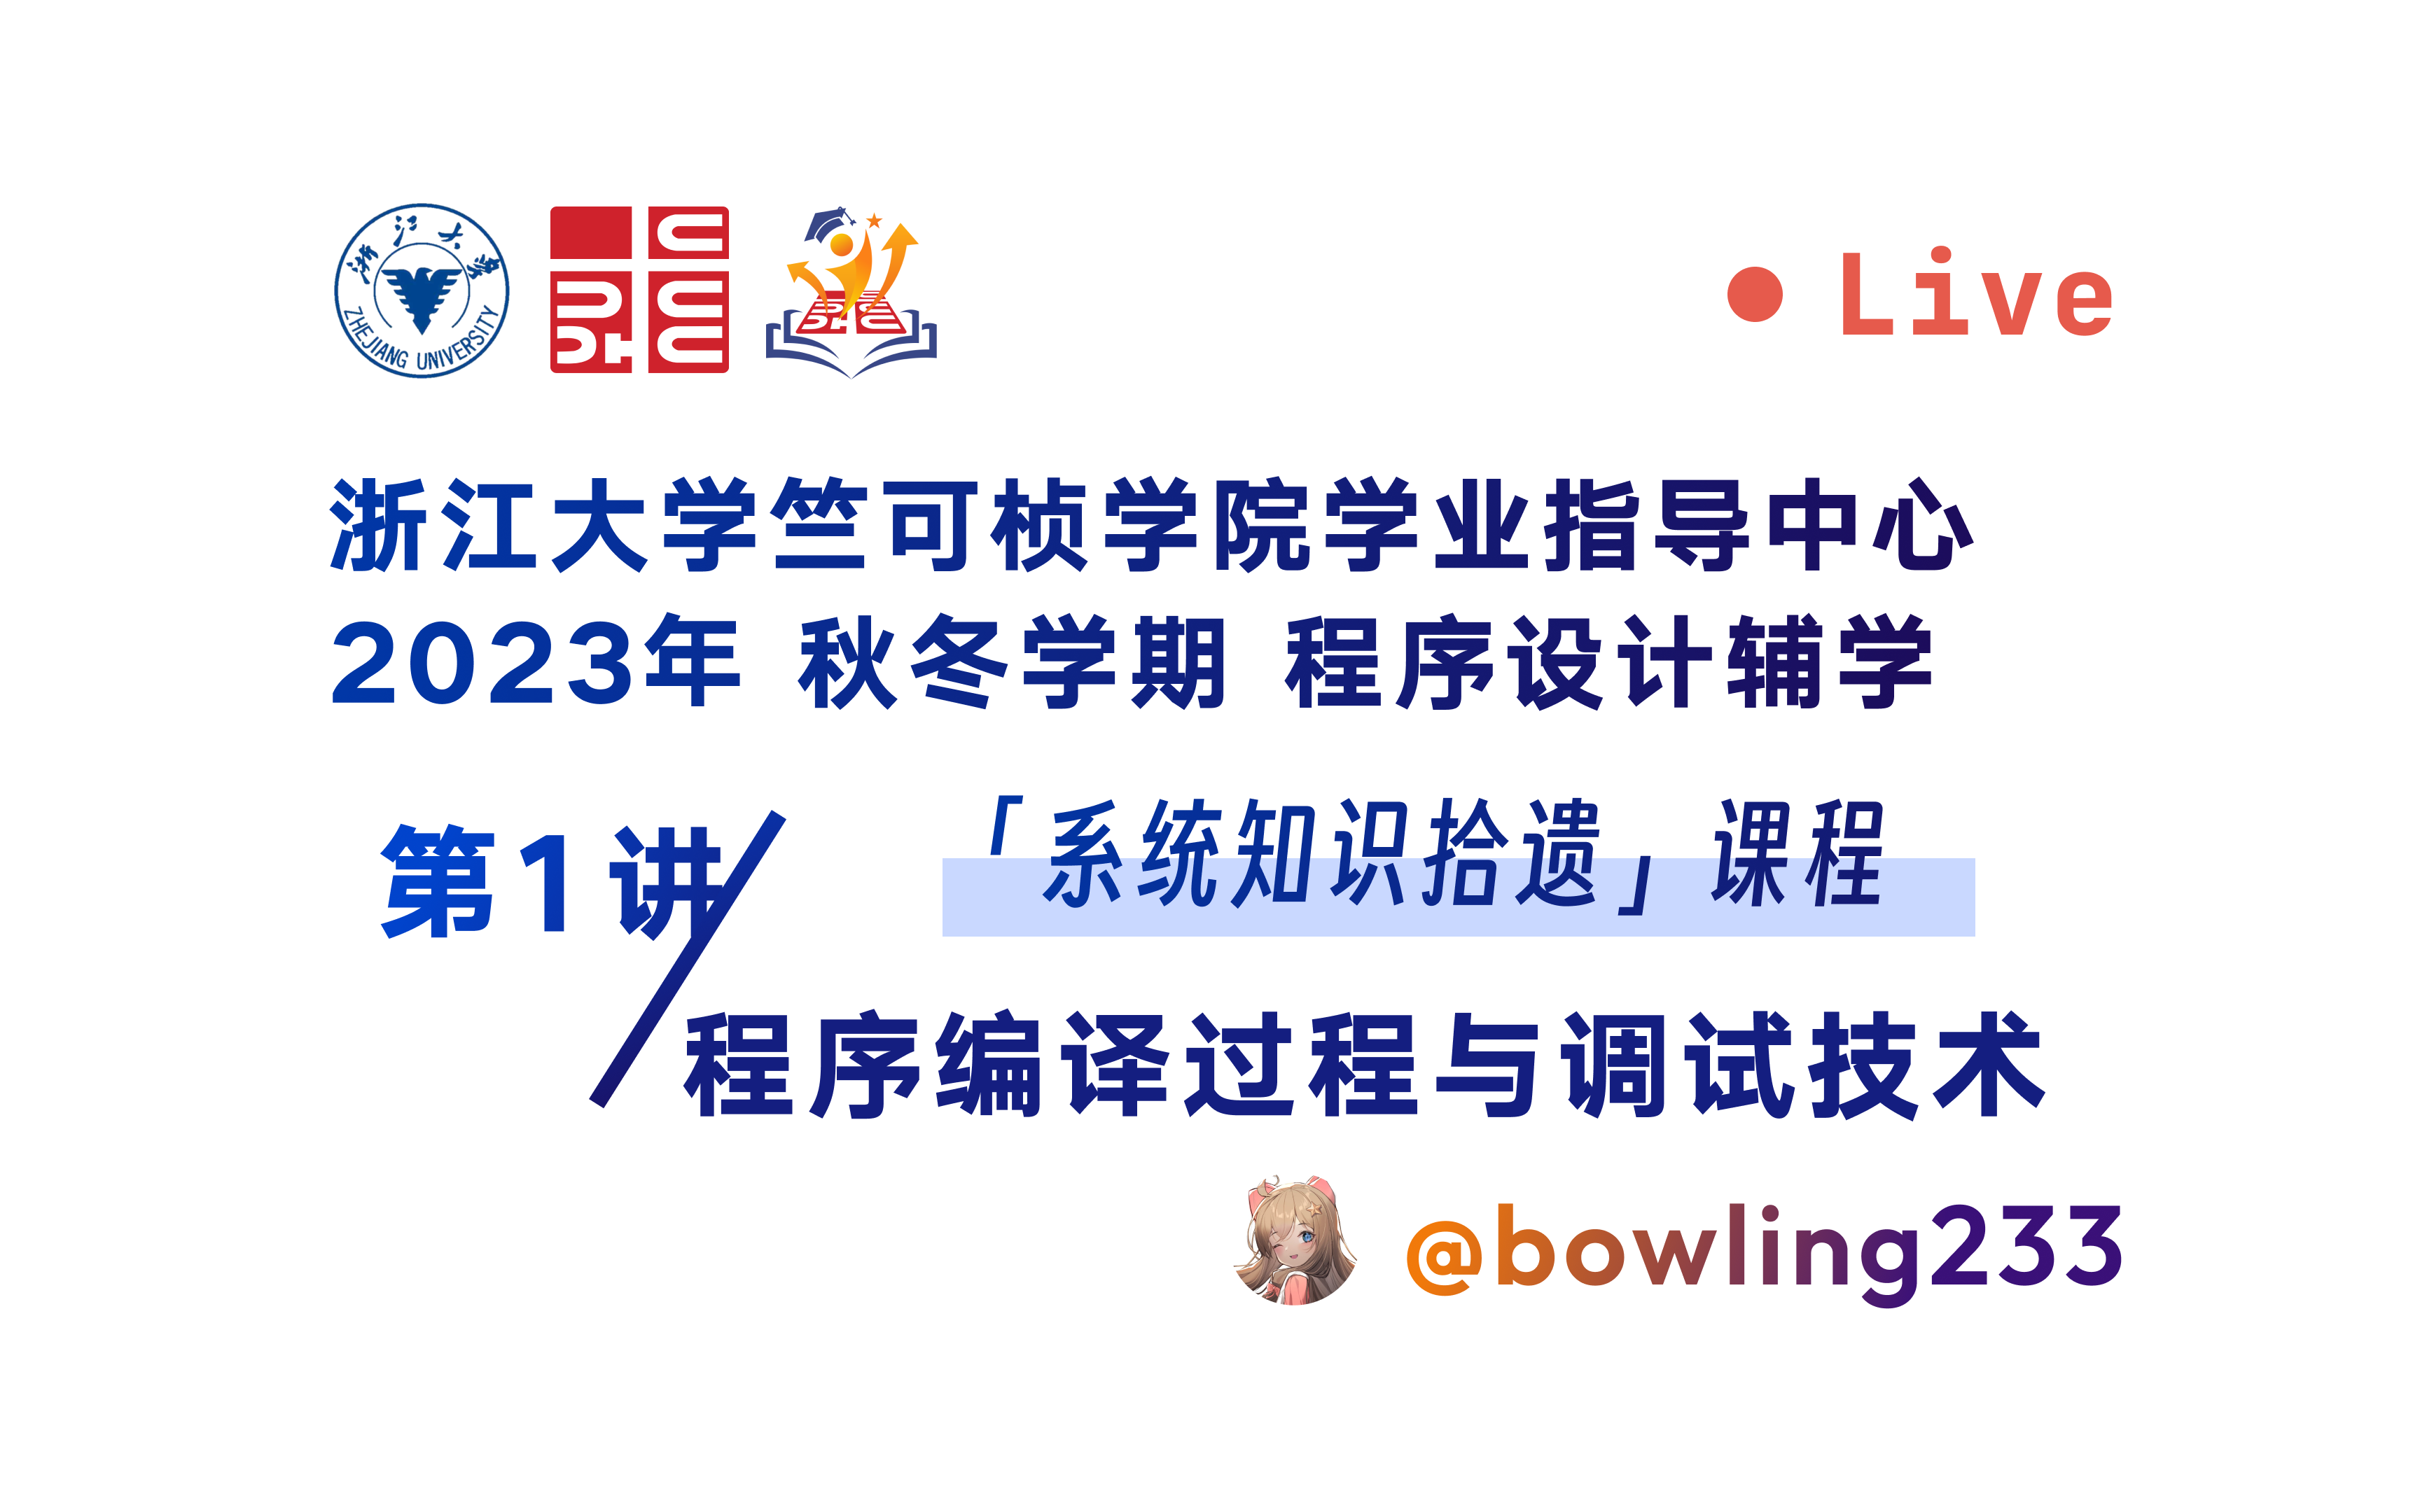 浙江大學
ZHEJIANG UNIVERSITY
Live
浙江大学竺可桢学院学业指导中心
2023年 秋冬学期 程序设计辅学
第1讲
「系统知识拾遗」课程
程序编译过程与调试技术
@bowling233